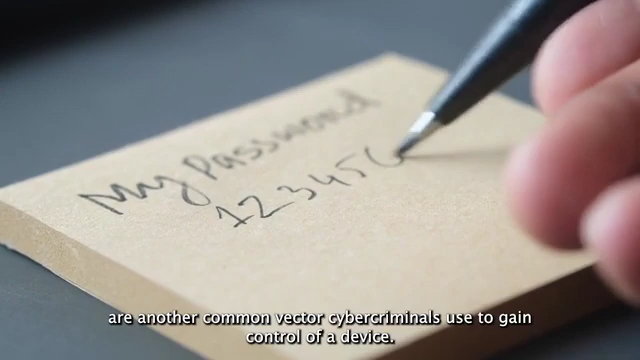 My Password
123456
are another common vector cybercriminals use to gain
control of a device.